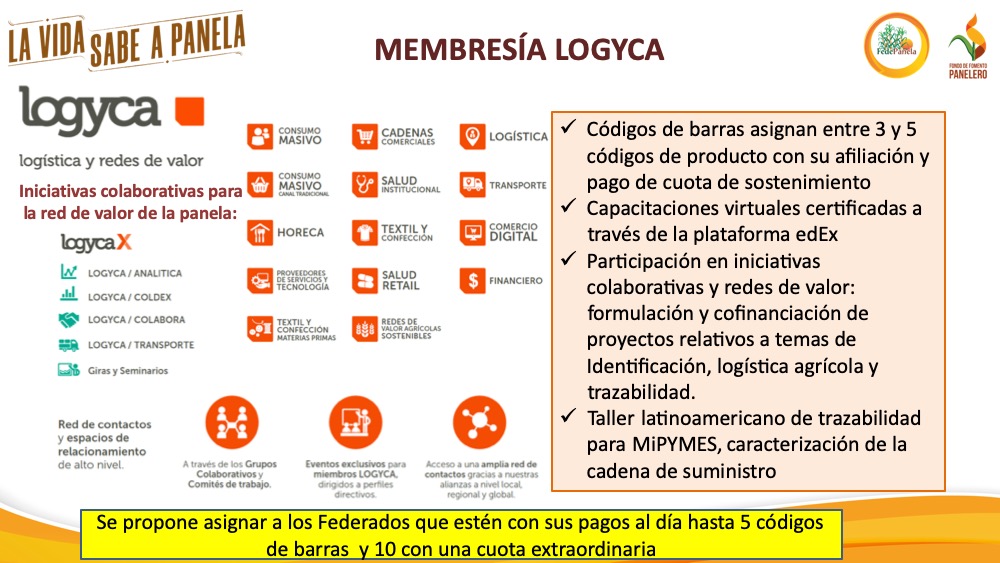 LA VIDA
SABE A PANELA
MEMBRESÍA LOGYCA
FedePanela
FONDO DE FOMENTO
PANELERO
logyca
logística y redes de valor
Iniciativas colaborativas para
la red de valor de la panela:
logyca X
LOGYCA / ANALITICA
LOGYCA / COLDEX
LOGYCA / COLABORA
LOGYCA / TRANSPORTE
Giras y Seminarios
CONSUMO
MASIVO
CADENAS
COMERCIALES
LOGÍSTICA
CONSUMO
MASIVO
CANAL TRADICIONAL
SALUD
INSTITUCIONAL
TRANSPORTE
HORECA
TEXTIL Y
CONFECCIÓN
COMERCIO
DIGITAL
PROVEEDORES
DE SERVICIOS Y
TECNOLOGÍA
SALUD
RETAIL
FINANCIERO
TEXTIL Y
CONFECCIÓN
MATERIAS PRIMAS
REDES DE
VALOR AGRÍCOLAS
SOSTENIBLES
Red de contactos
y espacios de
relacionamiento
de alto nivel.
A través de los Grupos
Colaborativos y
Comités de trabajo.
Eventos exclusivos para
miembros LOGYCA,
dirigidos a perfiles
directivos.
Acceso a una amplia red de
contactos gracias a nuestras
alianzas a nivel local,
regional y global.
✓ Códigos de barras asignan entre 3 y 5
códigos de producto con su afiliación y
pago de cuota de sostenimiento
✓ Capacitaciones virtuales certificadas a
través de la plataforma edEx
✓ Participación en iniciativas
colaborativas y redes de valor:
formulación y cofinanciación de
proyectos relativos a temas de
Identificación, logística agrícola y
trazabilidad.
✓ Taller latinoamericano de trazabilidad
para MiPYMES, caracterización de la
cadena de suministro
Se propone asignar a los Federados que estén con sus pagos al día hasta 5 códigos
de barras y 10 con una cuota extraordinaria